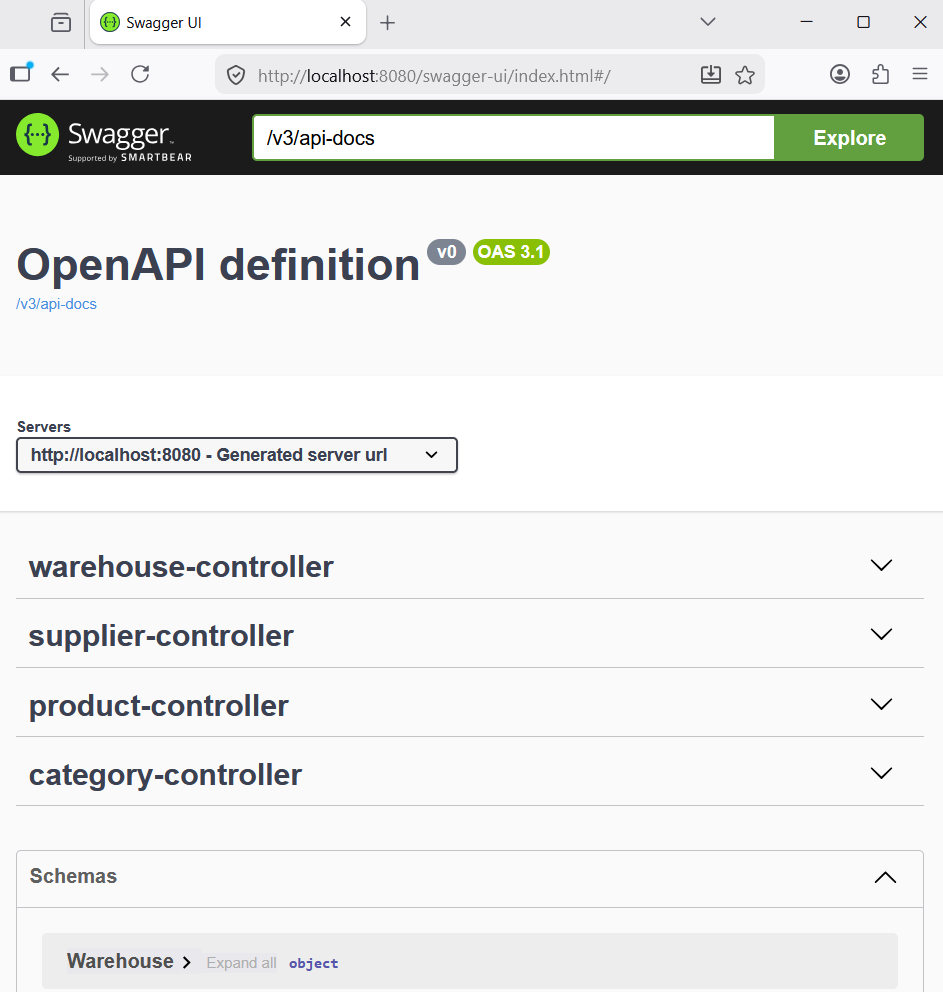 Swagger UI
http://localhost:8080/swagger-ui/index.html#/
{···} Swagger™
Supported by SMARTBEAR
/v3/api-docs
Explore
OpenAPI definition v0 OAS 3.1
/v3/api-docs
Servers
http://localhost:8080 - Generated server url
warehouse-controller
supplier-controller
product-controller
category-controller
Schemas
Warehouse Expand all object